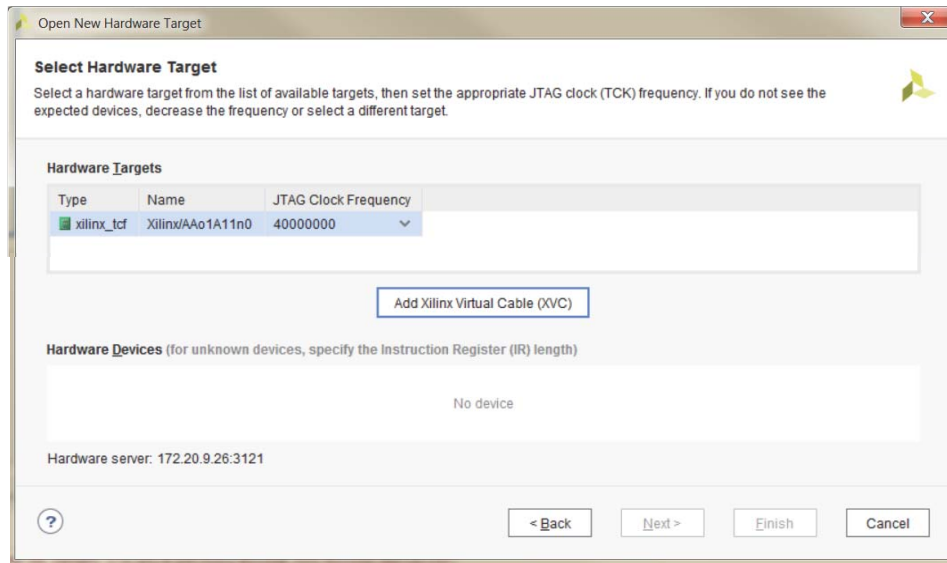 Open New Hardware Target
Select Hardware Target
Select a hardware target from the list of available targets, then set the appropriate JTAG clock (TCK) frequency. If you do not see the
expected devices, decrease the frequency or select a different target.
Hardware Targets
Type Name JTAG Clock Frequency
xilinx_tcf Xilinx/AAo1A11n0 40000000
Add Xilinx Virtual Cable (XVC)
Hardware Devices (for unknown devices, specify the Instruction Register (IR) length)
No device
Hardware server: 172.20.9.26:3121
? < Back Next > Finish Cancel